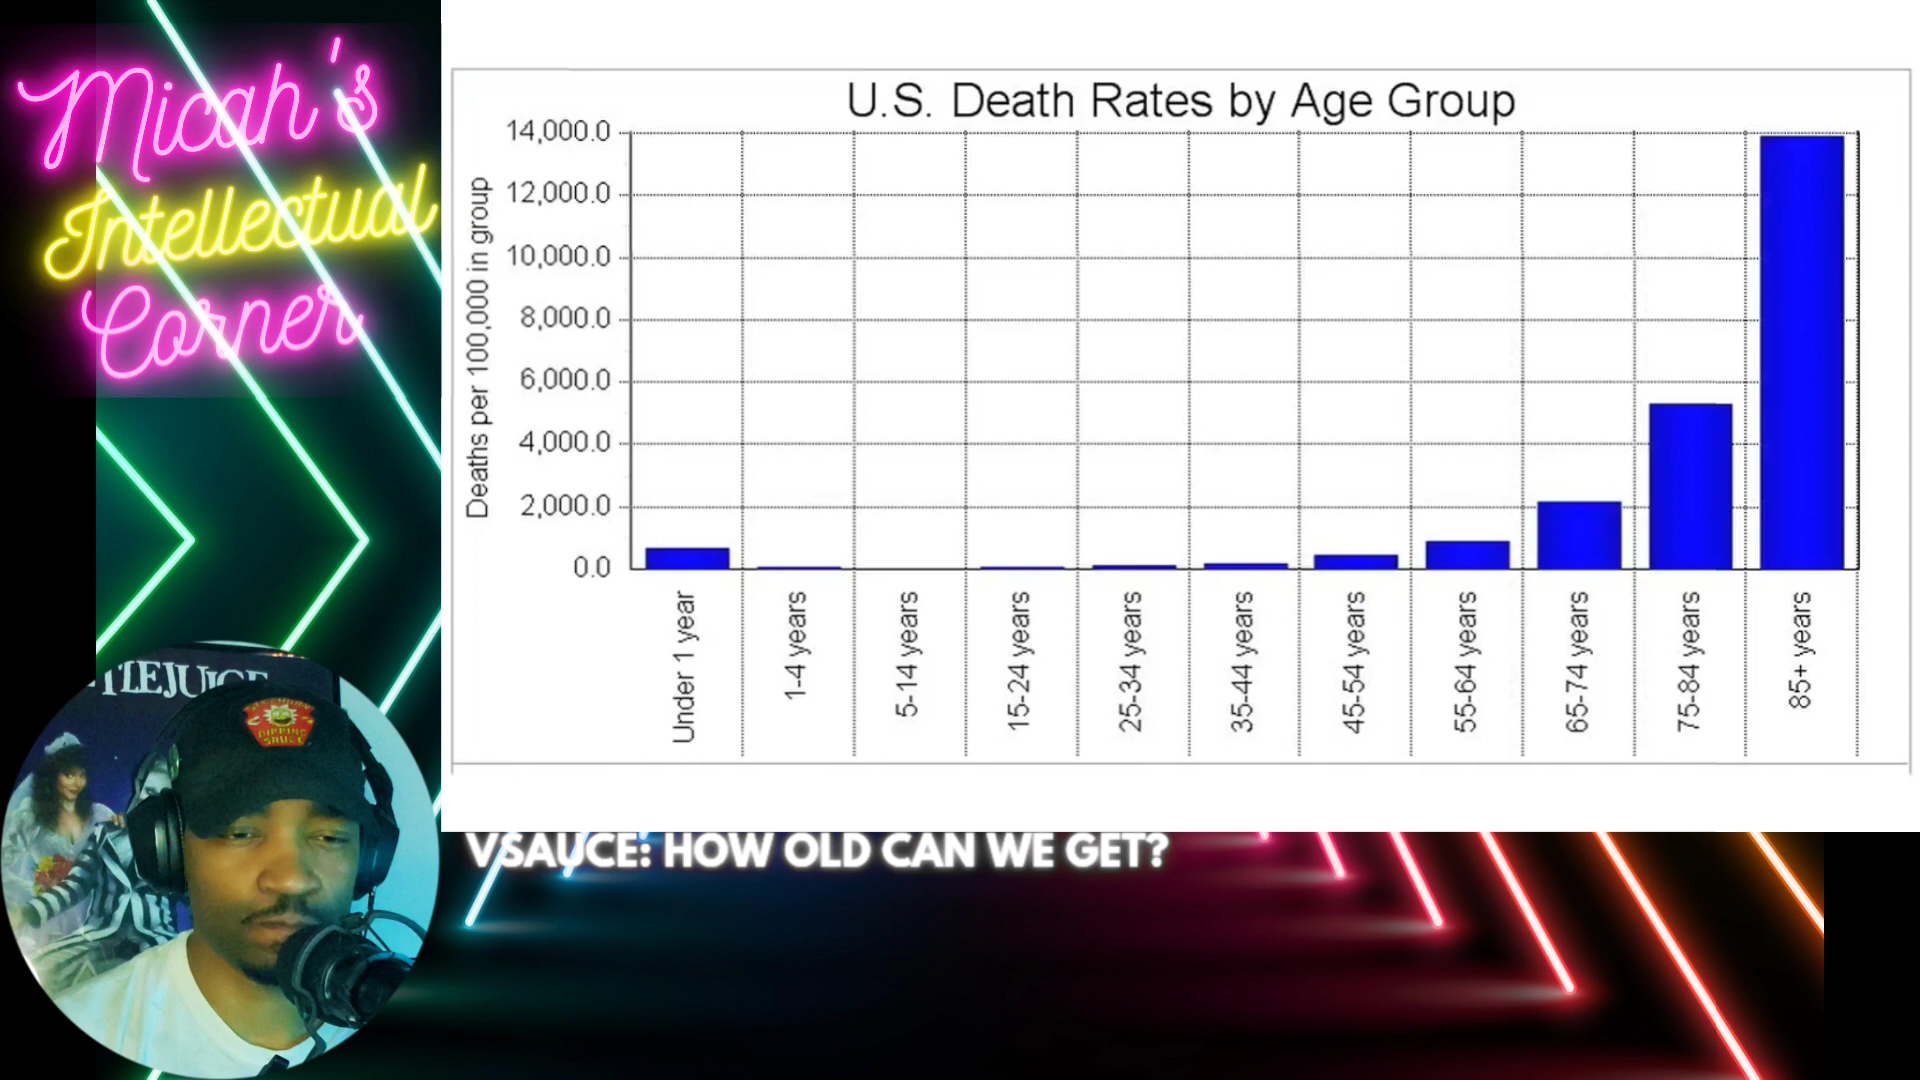 Micah's
Intellectual
Corner
U.S. Death Rates by Age Group
Deaths per 100,000 in group
14,000.0
12,000.0
10,000.0
8,000.0
6,000.0
4,000.0
2,000.0
0.0
Under 1 year
1-4 years
5-14 years
15-24 years
25-34 years
35-44 years
45-54 years
55-64 years
65-74 years
75-84 years
85+ years
TLEJUICE
DIPPING
SAUCE
VSAUCE: HOW OLD CAN WE GET?